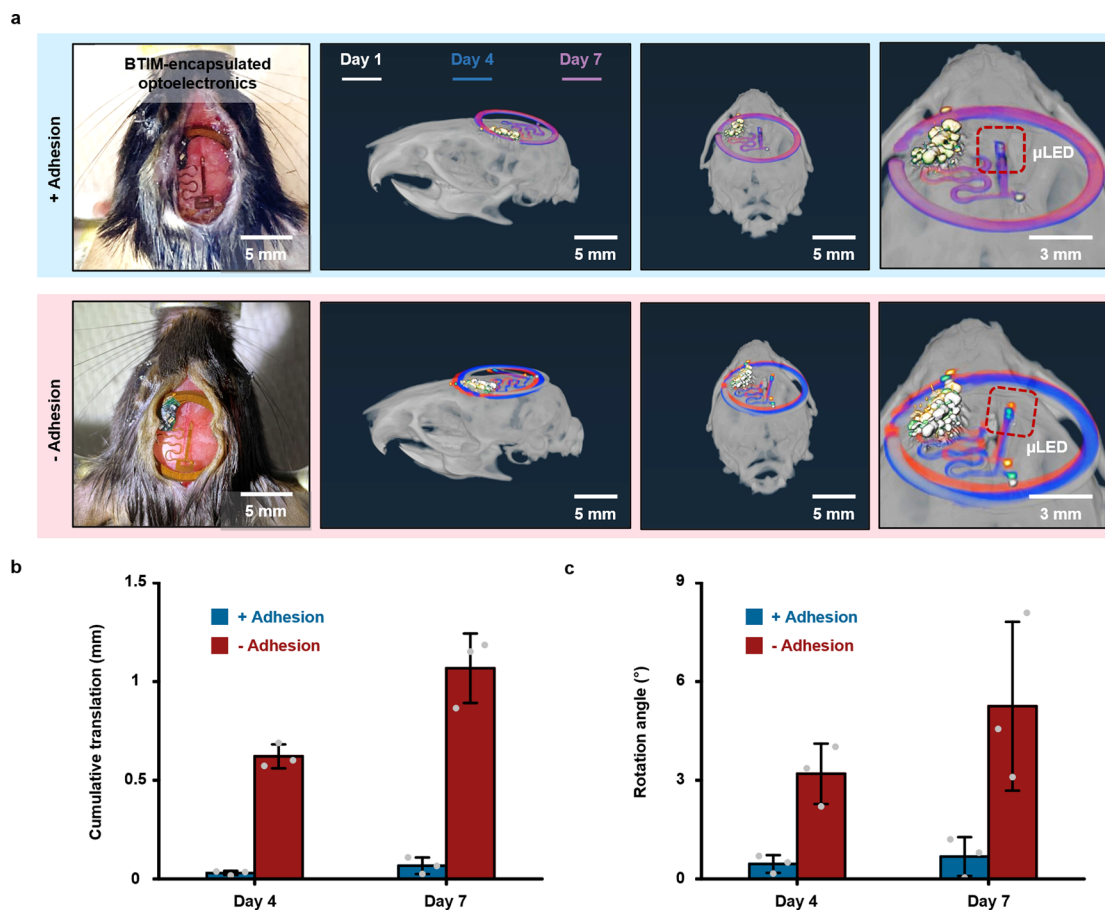 a
+ Adhesion
BTIM-encapsulated
optoelectronics
5 mm
Day 1
Day 4
Day 7
5 mm
5 mm
µLED
3 mm
- Adhesion
5 mm
5 mm
5 mm
µLED
3 mm
b
Cumulative translation (mm)
1.5
1
0.5
0
+ Adhesion
- Adhesion
Day 4
Day 7
c
Rotation angle (°)
9
6
3
0
+ Adhesion
- Adhesion
Day 4
Day 7